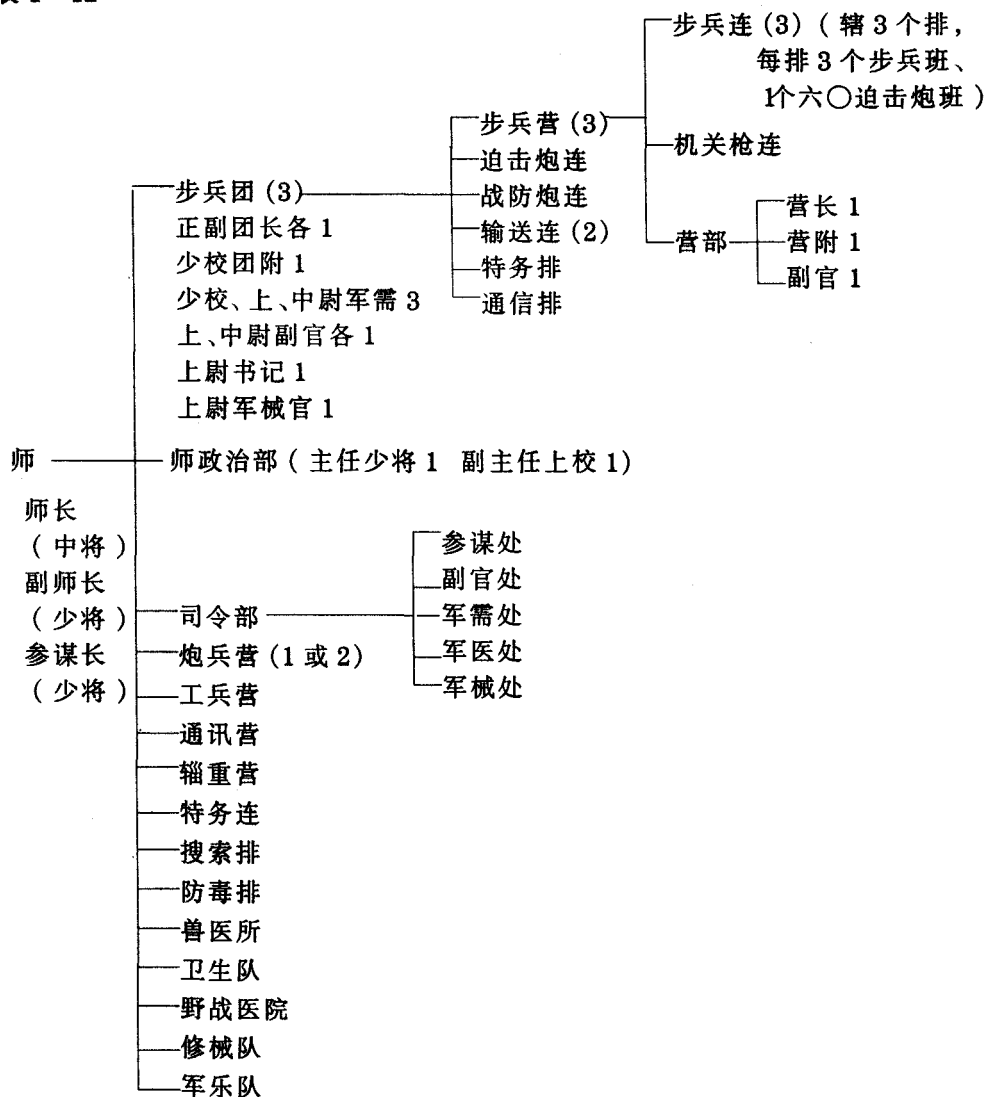 步兵连(3)(辖3个排,
每排3个步兵班、
1个六〇迫击炮班)
步兵营(3)
机关枪连
迫击炮连
步兵团(3)
战防炮连
营长1
正副团长各1
输送连(2)
营部
营附1
少校团附1
特务排
副官1
少校、上、中尉军需3
通信排
上、中尉副官各1
上尉书记1
上尉军械官1
师
师政治部(主任少将1 副主任上校1)
师长
(中将)
参谋处
副师长
副官处
(少将)
司令部
军需处
参谋长
炮兵营(1或2)
军医处
(少将)
工兵营
军械处
通讯营
辎重营
特务连
搜索排
防毒排
兽医所
卫生队
野战医院
修械队
军乐队